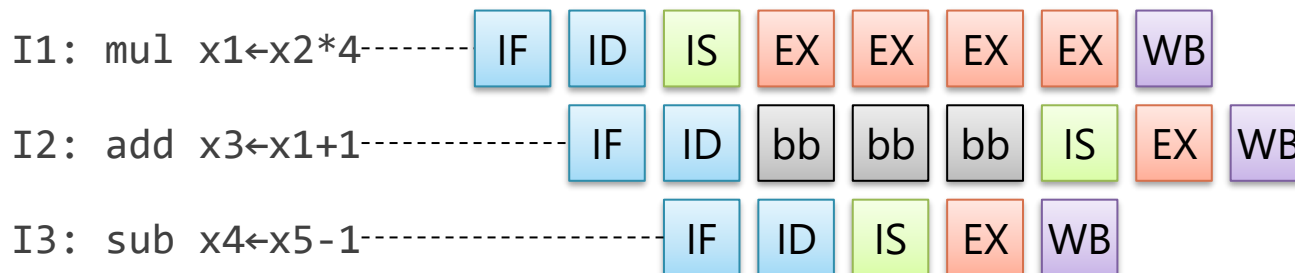 I1: mul x1←x2*4 IF ID IS EX EX EX EX WB
I2: add x3←x1+1 IF ID bb bb bb IS EX WB
I3: sub x4←x5-1 IF ID IS EX WB